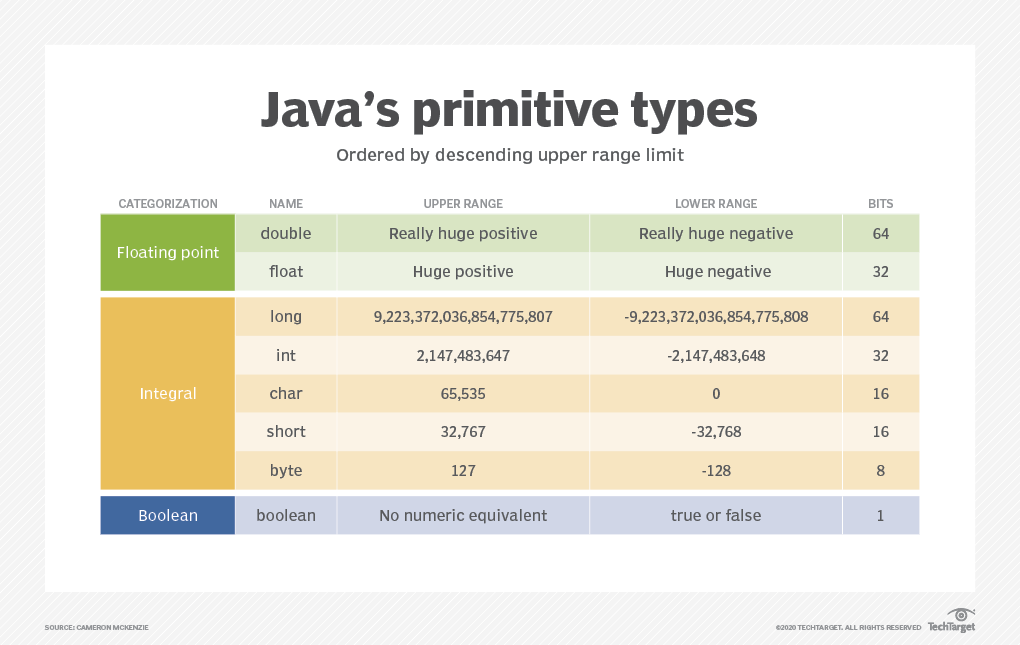 Java's primitive types
Ordered by descending upper range limit
CATEGORIZATION NAME UPPER RANGE LOWER RANGE BITS
Floating point
double Really huge positive Really huge negative 64
float Huge positive Huge negative 32
Integral
long 9,223,372,036,854,775,807 -9,223,372,036,854,775,808 64
int 2,147,483,647 -2,147,483,648 32
char 65,535 0 16
short 32,767 -32,768 16
byte 127 -128 8
Boolean boolean No numeric equivalent true or false 1
SOURCE: CAMERON MCKENZIE
©2020 TECHTARGET. ALL RIGHTS RESERVED TechTarget